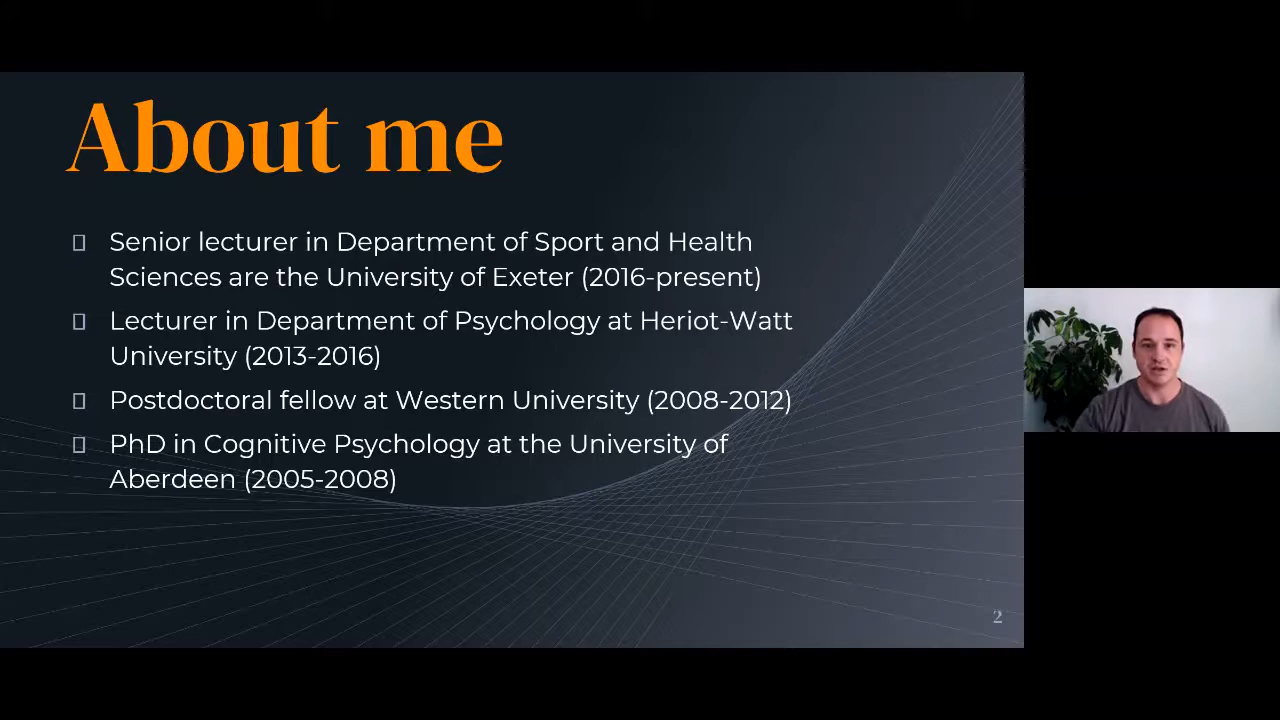 About me
Senior lecturer in Department of Sport and Health
Sciences are the University of Exeter (2016-present)
Lecturer in Department of Psychology at Heriot-Watt
University (2013-2016)
Postdoctoral fellow at Western University (2008-2012)
PhD in Cognitive Psychology at the University of
Aberdeen (2005-2008)
2